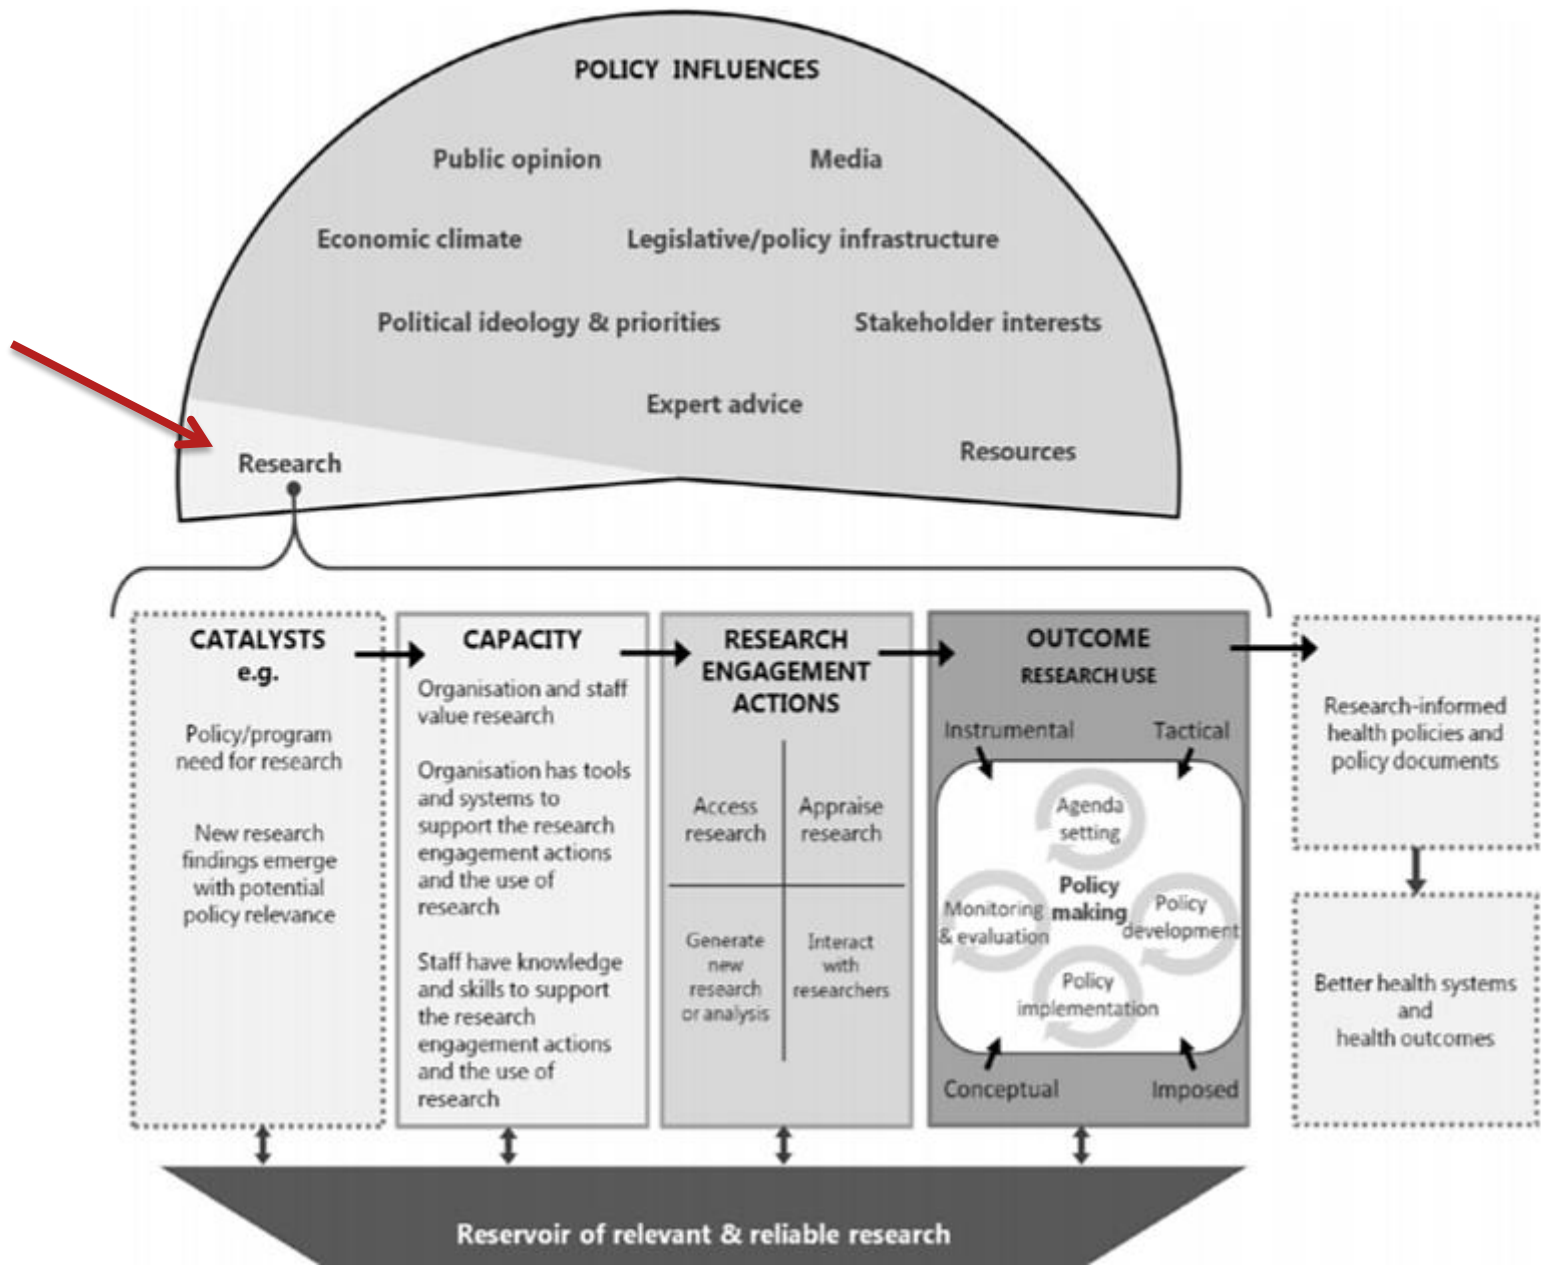 POLICY INFLUENCES
Public opinion
Media
Economic climate
Legislative/policy infrastructure
Political ideology & priorities
Stakeholder interests
Expert advice
Resources
Research
CATALYSTS
e.g.
Policy/program
need for research
New research
findings emerge
with potential
policy relevance
CAPACITY
Organisation and staff
value research
Organisation has tools
and systems to
support the research
engagement actions
and the use of
research
Staff have knowledge
and skills to support
the research
engagement actions
and the use of
research
RESEARCH
ENGAGEMENT
ACTIONS
Access
research
Appraise
research
Generate
new
research
or analysis
Interact
with
researchers
OUTCOME
RESEARCH USE
Instrumental
Tactical
Agenda
setting
Policy
making
Monitoring
& evaluation
Policy
development
Policy
implementation
Conceptual
Imposed
Research-informed
health policies and
policy documents
Better health systems
and
health outcomes
Reservoir of relevant & reliable research